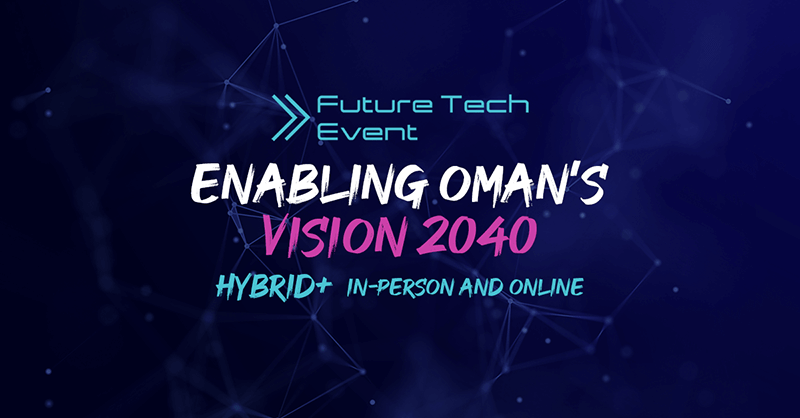 Future Tech
Event
ENABLING OMAN'S
VISION 2040
HYBRID+ IN-PERSON AND ONLINE